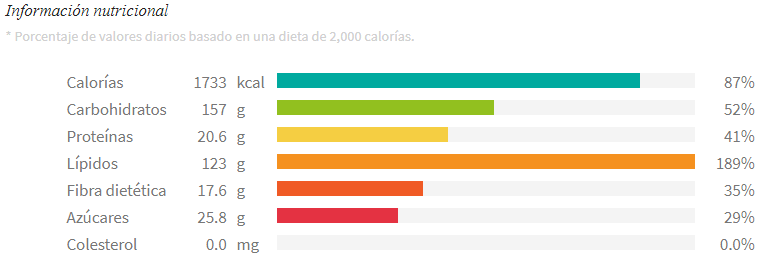 Información nutricional
* Porcentaje de valores diarios basado en una dieta de 2,000 calorías.
Calorías 1733 kcal 87%
Carbohidratos 157 g 52%
Proteínas 20.6 g 41%
Lípidos 123 g 189%
Fibra dietética 17.6 g 35%
Azúcares 25.8 g 29%
Colesterol 0.0 mg 0.0%